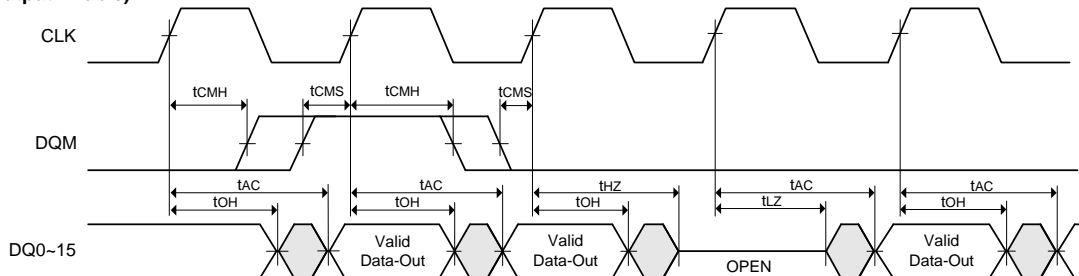 CLK
tCMH tCMS tCMH tCMS
DQM
tAC tAC tHZ tAC tAC
tOH tOH tOH tLZ tOH
DQ0~15 Valid Data-Out Valid Data-Out OPEN Valid Data-Out